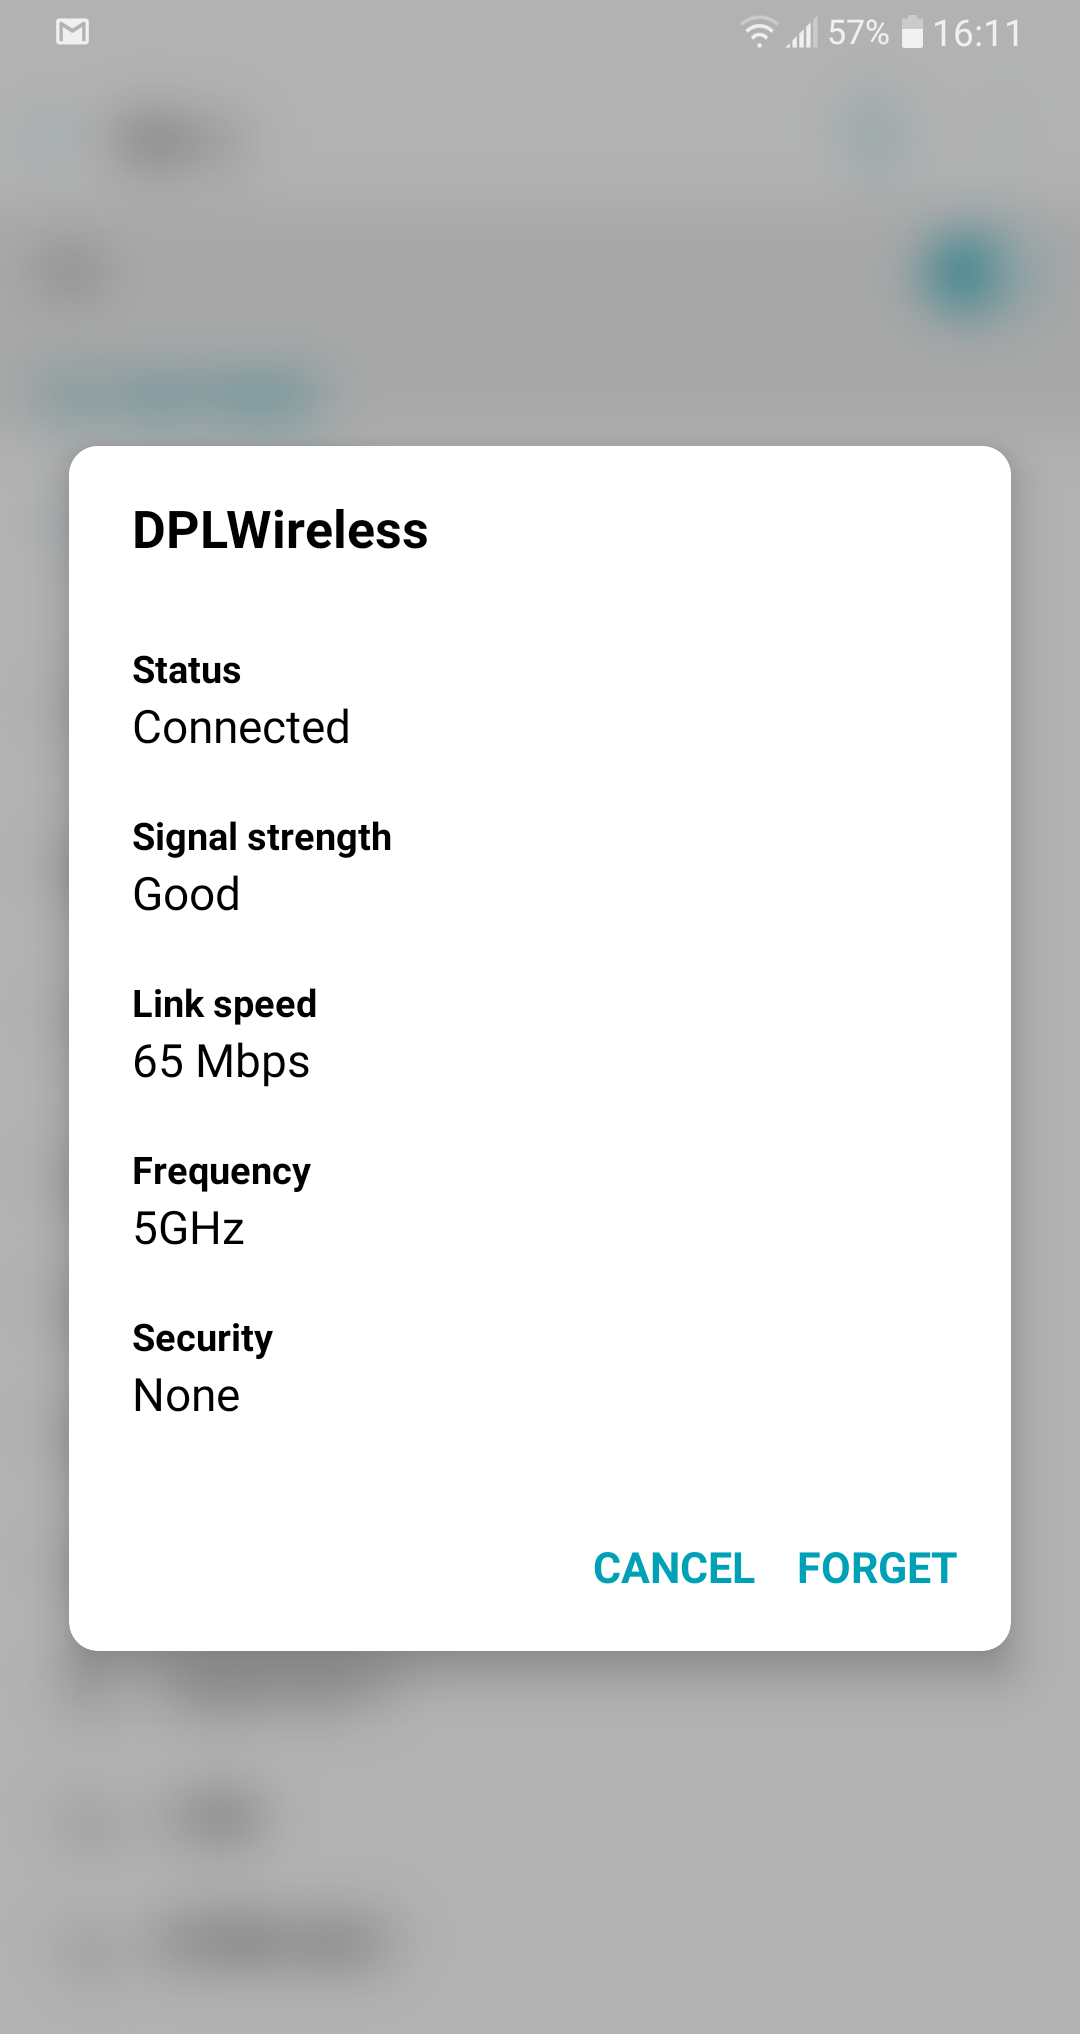 57% 16:11
DPLWireless
Status
Connected
Signal strength
Good
Link speed
65 Mbps
Frequency
5GHz
Security
None
CANCEL FORGET